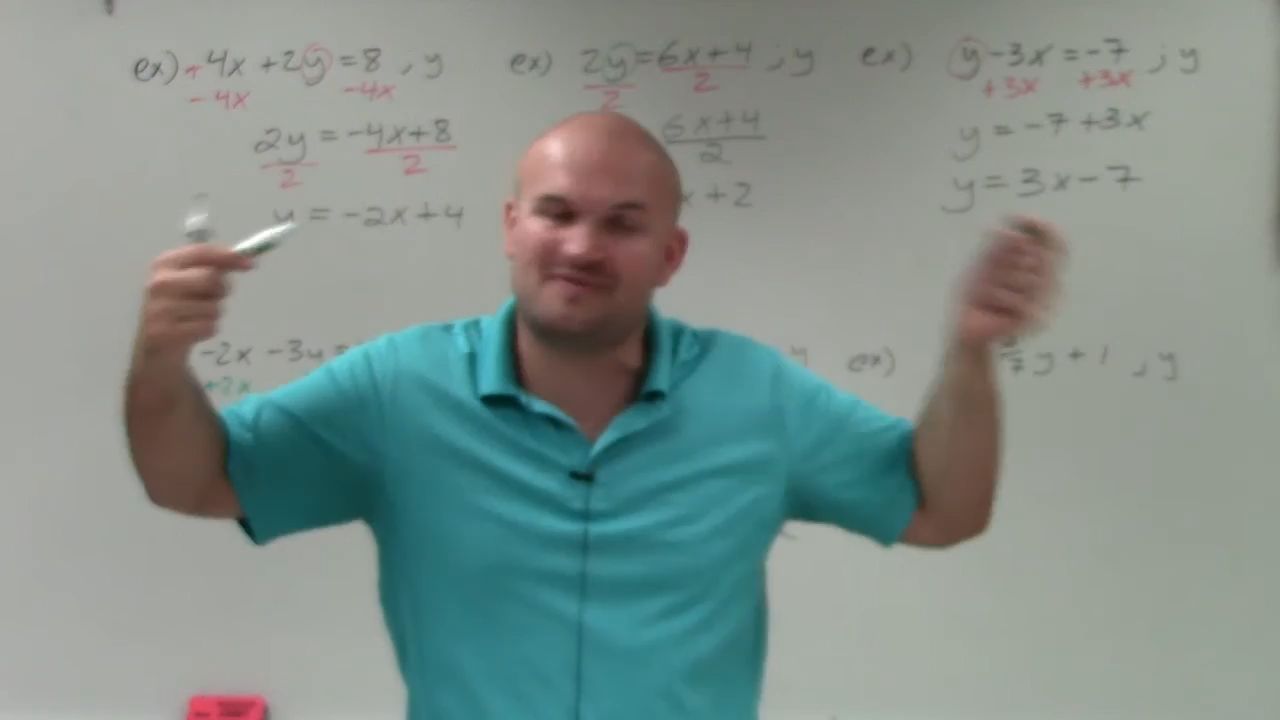 ex) 4x + 2y = 8 , y
- 4x - 4x
2y = -4x + 8
2 2
y = -2x + 4
ex) 2y = 6x + 4 ; y
2 2
6x + 4
2
x + 2
ex) y - 3x = -7 ; y
+3x +3x
y = -7 + 3x
y = 3x - 7
-2x - 3y =
+2x
ex) y + 1 , y